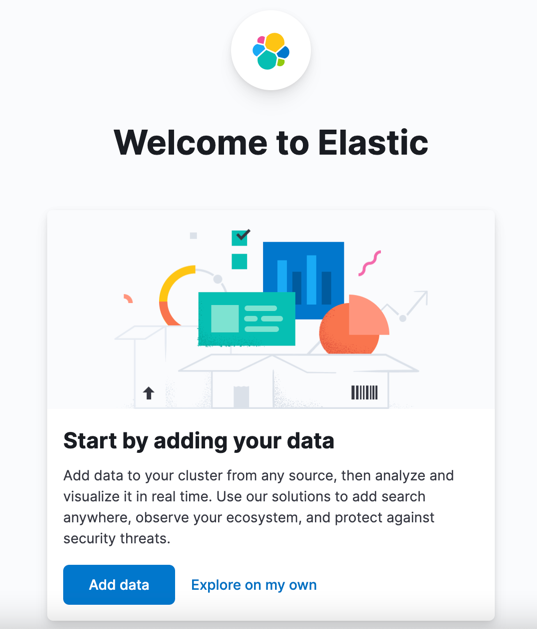 Welcome to Elastic
Start by adding your data
Add data to your cluster from any source, then analyze and
visualize it in real time. Use our solutions to add search
anywhere, observe your ecosystem, and protect against
security threats.
Add data Explore on my own